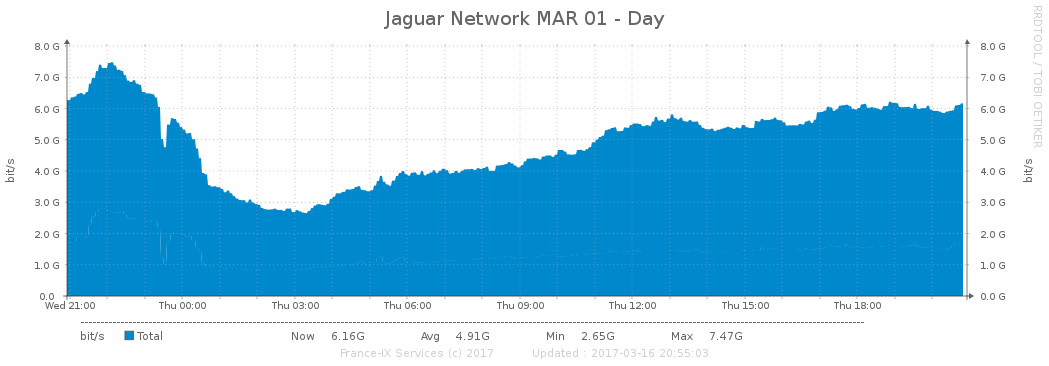 Jaguar Network MAR 01 - Day
RRDTOOL / TOBI OETIKER
bit/s
bit/s
8.0 G 8.0 G
7.0 G 7.0 G
6.0 G 6.0 G
5.0 G 5.0 G
4.0 G 4.0 G
3.0 G 3.0 G
2.0 G 2.0 G
1.0 G 1.0 G
0.0 0.0 G
Wed 21:00 Thu 00:00 Thu 03:00 Thu 06:00 Thu 09:00 Thu 12:00 Thu 15:00 Thu 18:00
bit/s Total Now 6.16G Avg 4.91G Min 2.65G Max 7.47G
France-IX Services (c) 2017 Updated : 2017-03-16 20:55:03